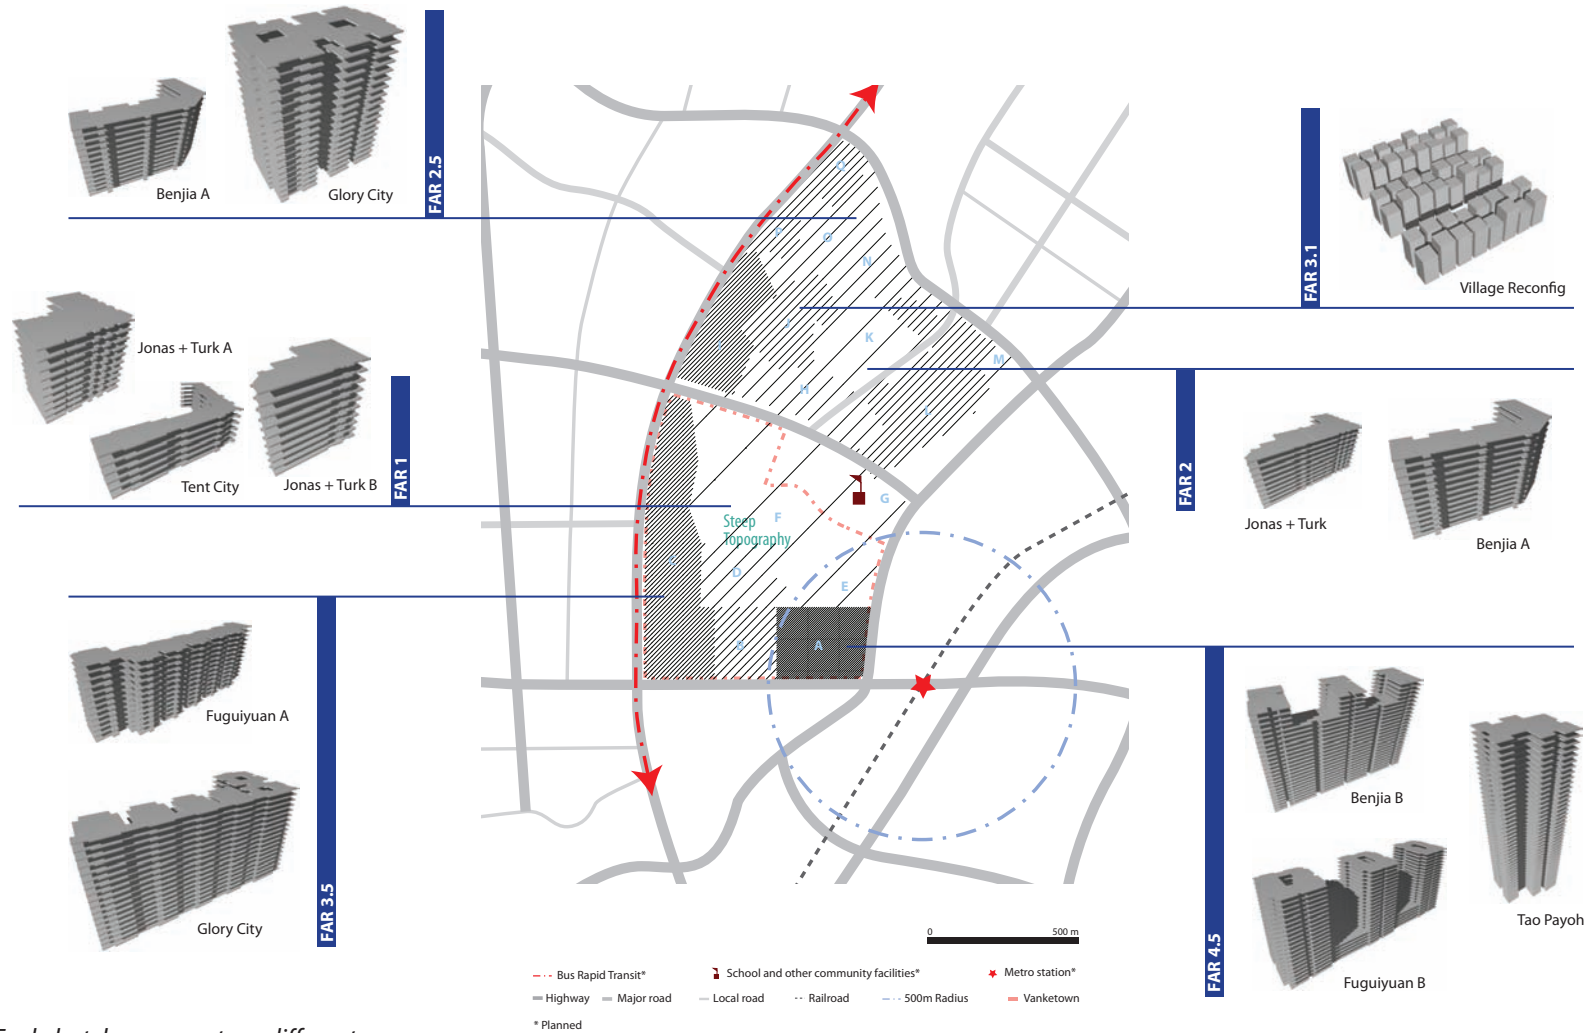 FAR 2.5
Benjia A
Glory City
FAR 3.1
Village Reconfig
Jonas + Turk A
Tent City
Jonas + Turk B
FAR 1
FAR 2
Jonas + Turk
Benjia A
Q
P
O
N
J
K
M
H
L
G
F
Steep
Topography
D
E
B
A
Fuguiyuan A
Glory City
FAR 3.5
Benjia B
Tao Payoh
Fuguiyuan B
FAR 4.5
0 500 m
Bus Rapid Transit*
School and other community facilities*
Metro station*
Highway
Major road
Local road
Railroad
500m Radius
Vanketown
* Planned